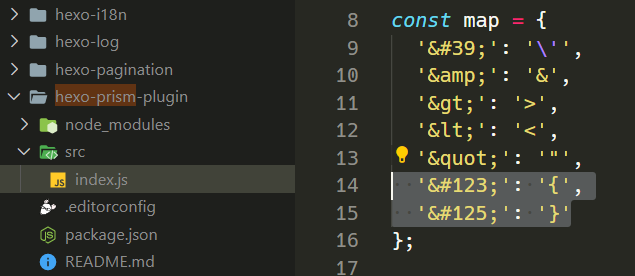 hexo-i18n
hexo-log
hexo-pagination
hexo-prism-plugin
node_modules
src
index.js
.editorconfig
package.json
README.md
8 const map = {
9 '&#39;': '\'',
10 '&amp;': '&',
11 '&gt;': '>',
12 '&lt;': '<',
13 '&quot;': '"',
14 '&#123;': '{',
15 '&#125;': '}'
16 };
17